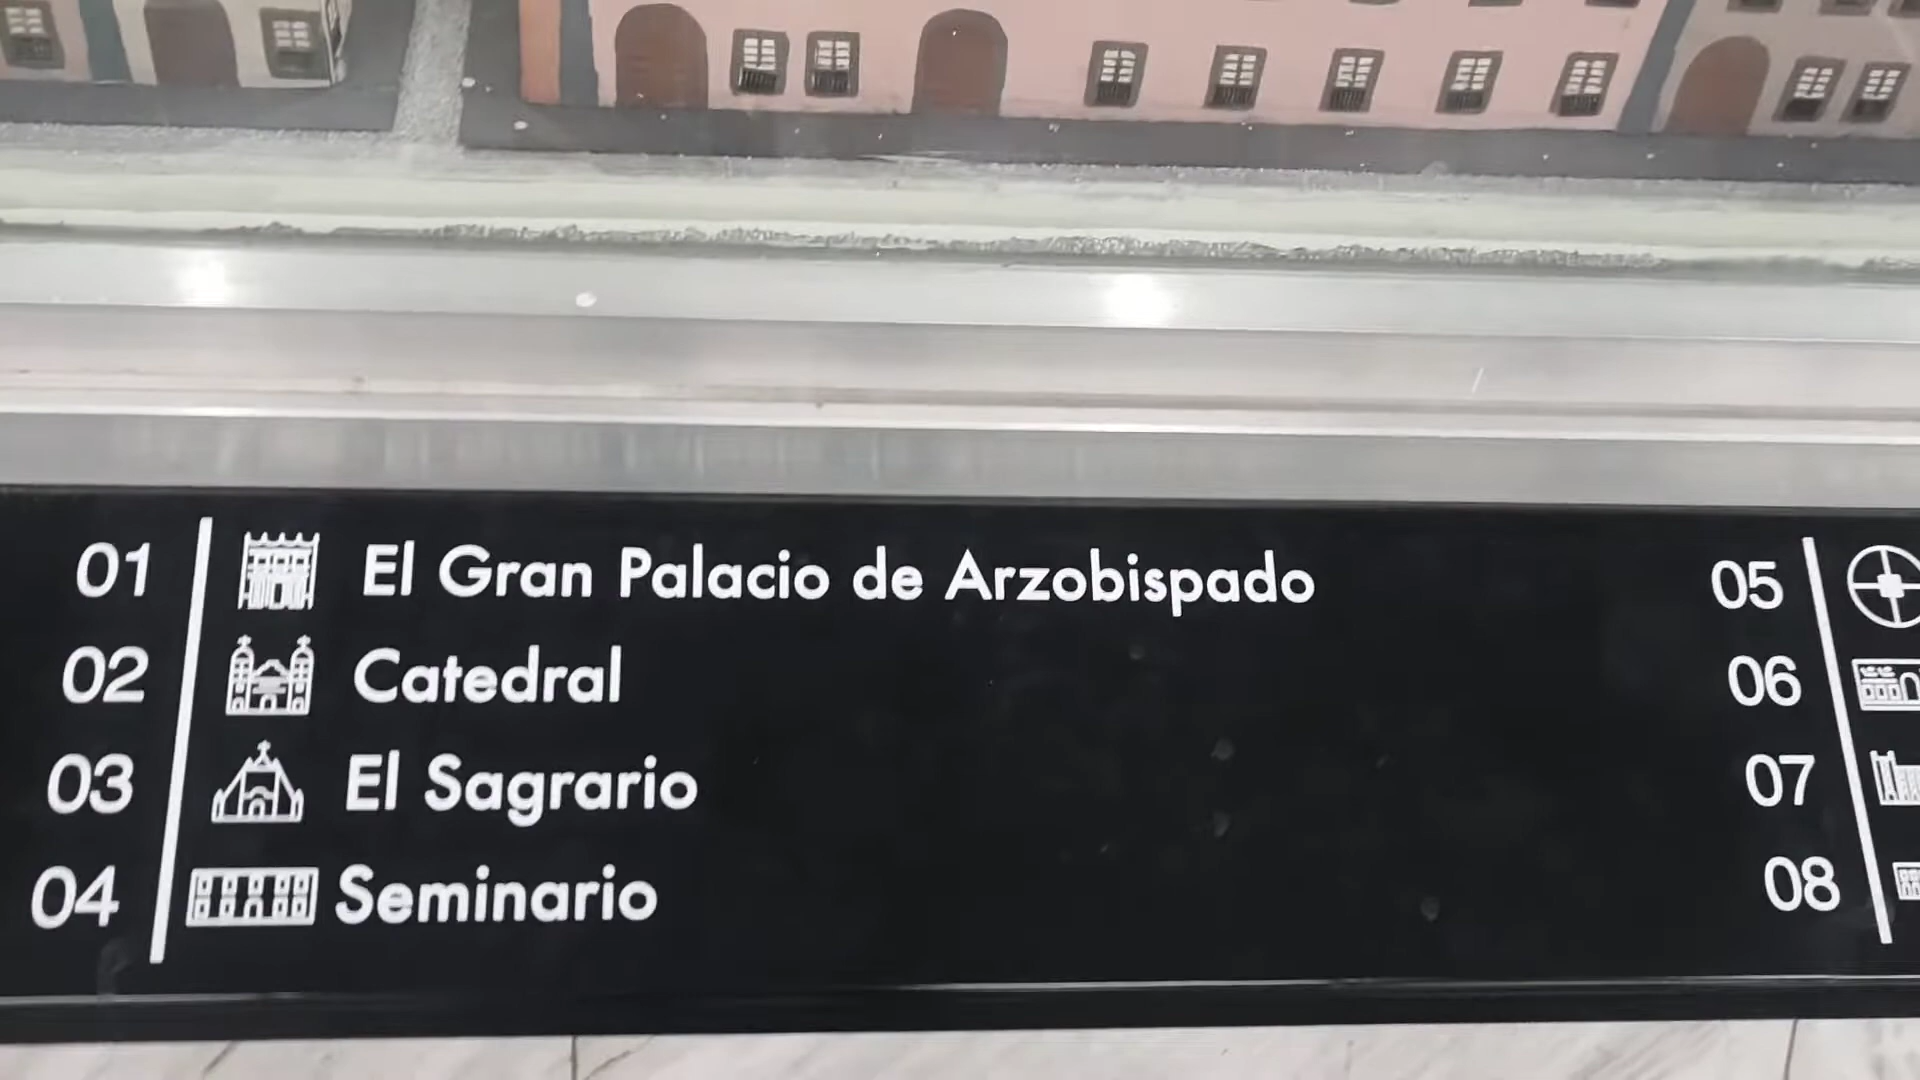 01 El Gran Palacio de Arzobispado
02 Catedral
03 El Sagrario
04 Seminario
05
06
07
08